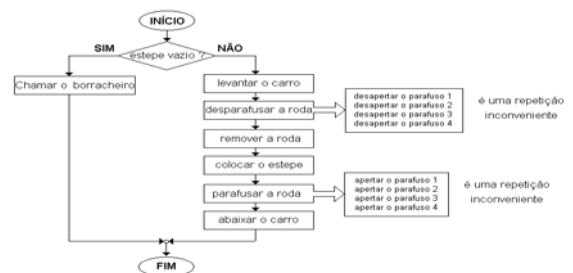 INÍCIO
SIM
estepe vazio ?
NÃO
Chamar o borracheiro
levantar o carro
desparafusar a roda
desapertar o parafuso 1
desapertar o parafuso 2
desapertar o parafuso 3
desapertar o parafuso 4
é uma repetição
inconveniente
remover a roda
colocar o estepe
parafusar a roda
apertar o parafuso 1
apertar o parafuso 2
apertar o parafuso 3
apertar o parafuso 4
é uma repetição
inconveniente
abaixar o carro
FIM